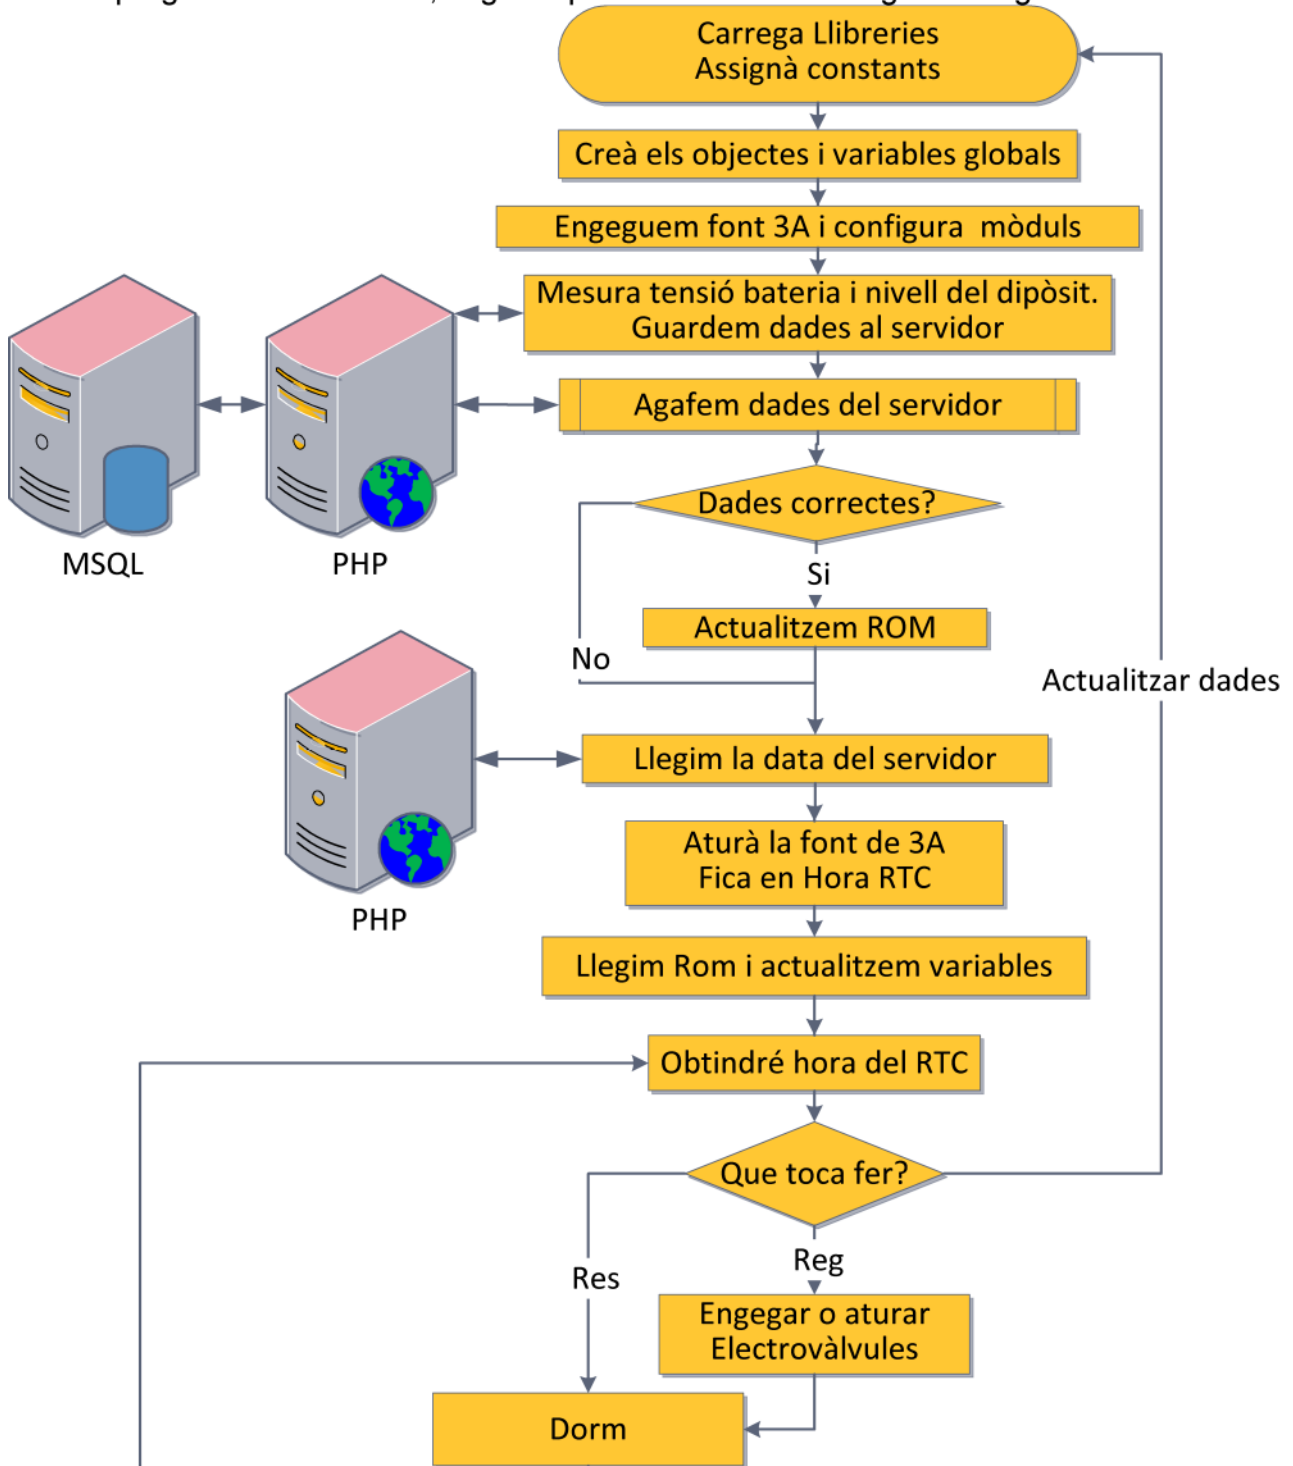 Carrega Llibreries
Assignà constants
Creà els objectes i variables globals
Engeguem font 3A i configura mòduls
Mesura tensió bateria i nivell del dipòsit.
Guardem dades al servidor
Agafem dades del servidor
Dades correctes?
MSQL
PHP
Si
Actualitzem ROM
No
Actualitzar dades
Llegim la data del servidor
Aturà la font de 3A
Fica en Hora RTC
PHP
Llegim Rom i actualitzem variables
Obtindré hora del RTC
Que toca fer?
Reg
Res
Engegar o aturar
Electrovàlvules
Dorm